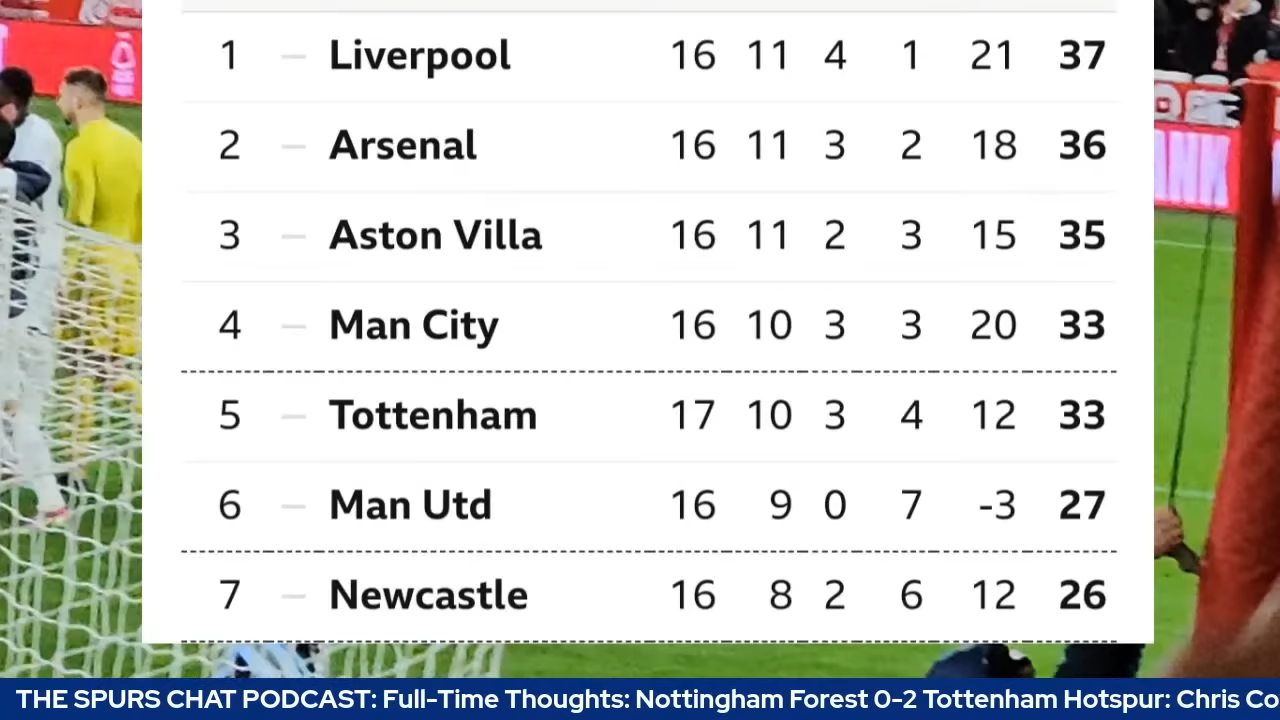 1 – Liverpool 16 11 4 1 21 37
2 – Arsenal 16 11 3 2 18 36
3 – Aston Villa 16 11 2 3 15 35
4 – Man City 16 10 3 3 20 33
5 – Tottenham 17 10 3 4 12 33
6 – Man Utd 16 9 0 7 -3 27
7 – Newcastle 16 8 2 6 12 26
THE SPURS CHAT PODCAST: Full-Time Thoughts: Nottingham Forest 0-2 Tottenham Hotspur: Chris Co